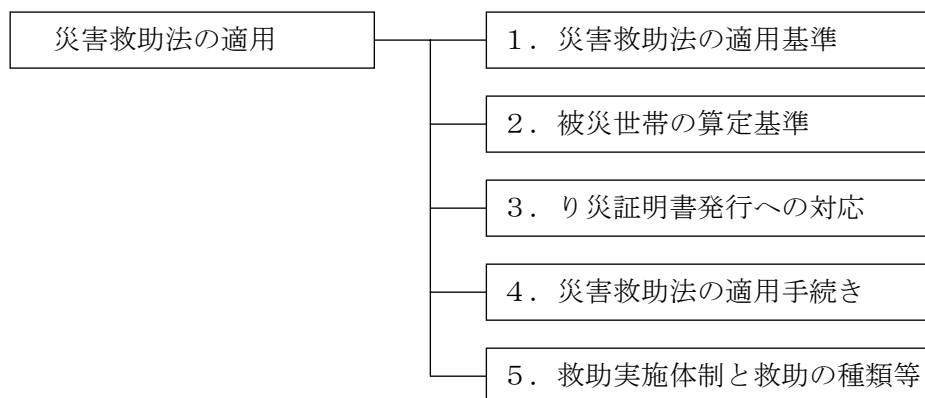 災害救助法の適用
１．災害救助法の適用基準
２．被災世帯の算定基準
３．り災証明書発行への対応
４．災害救助法の適用手続き
５．救助実施体制と救助の種類等